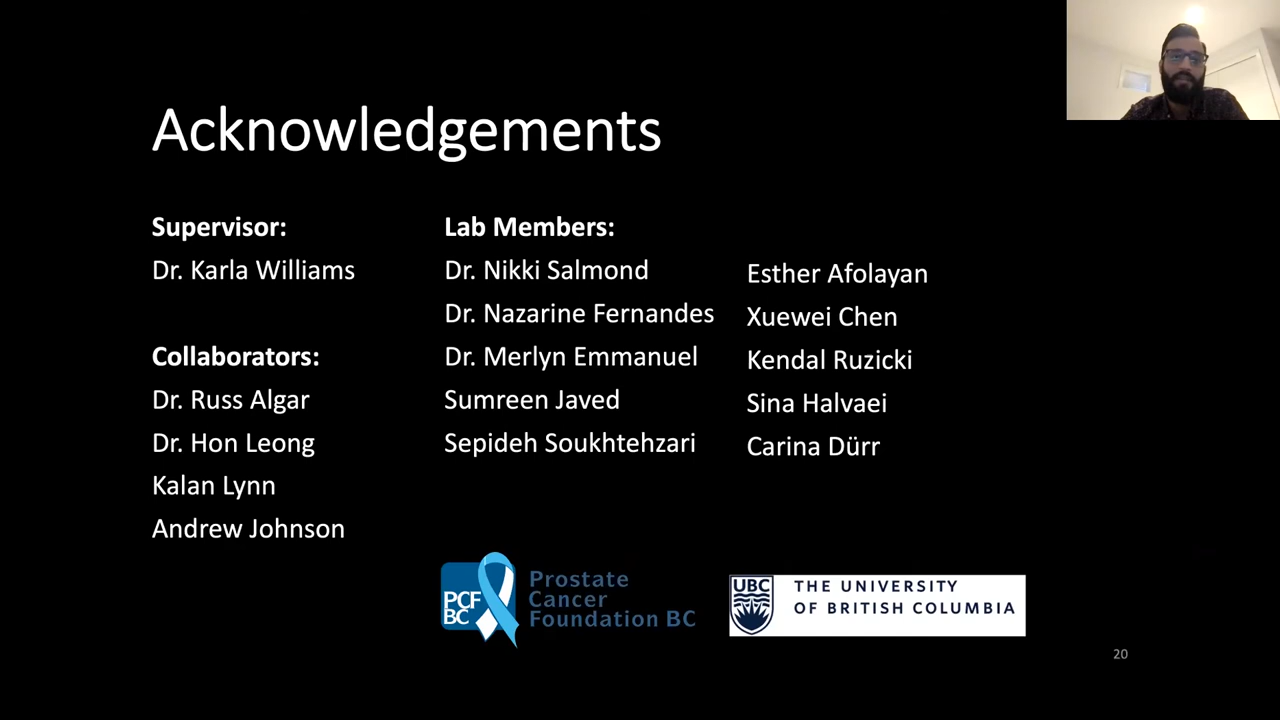 Acknowledgements
Supervisor:
Dr. Karla Williams
Collaborators:
Dr. Russ Algar
Dr. Hon Leong
Kalan Lynn
Andrew Johnson
Lab Members:
Dr. Nikki Salmond
Dr. Nazarine Fernandes
Dr. Merlyn Emmanuel
Sumreen Javed
Sepideh Soukhtehzari
Esther Afolayan
Xuewei Chen
Kendal Ruzicki
Sina Halvaei
Carina Dürr
PCF
BC
Prostate
Cancer
Foundation BC
UBC
THE UNIVERSITY
OF BRITISH COLUMBIA
20